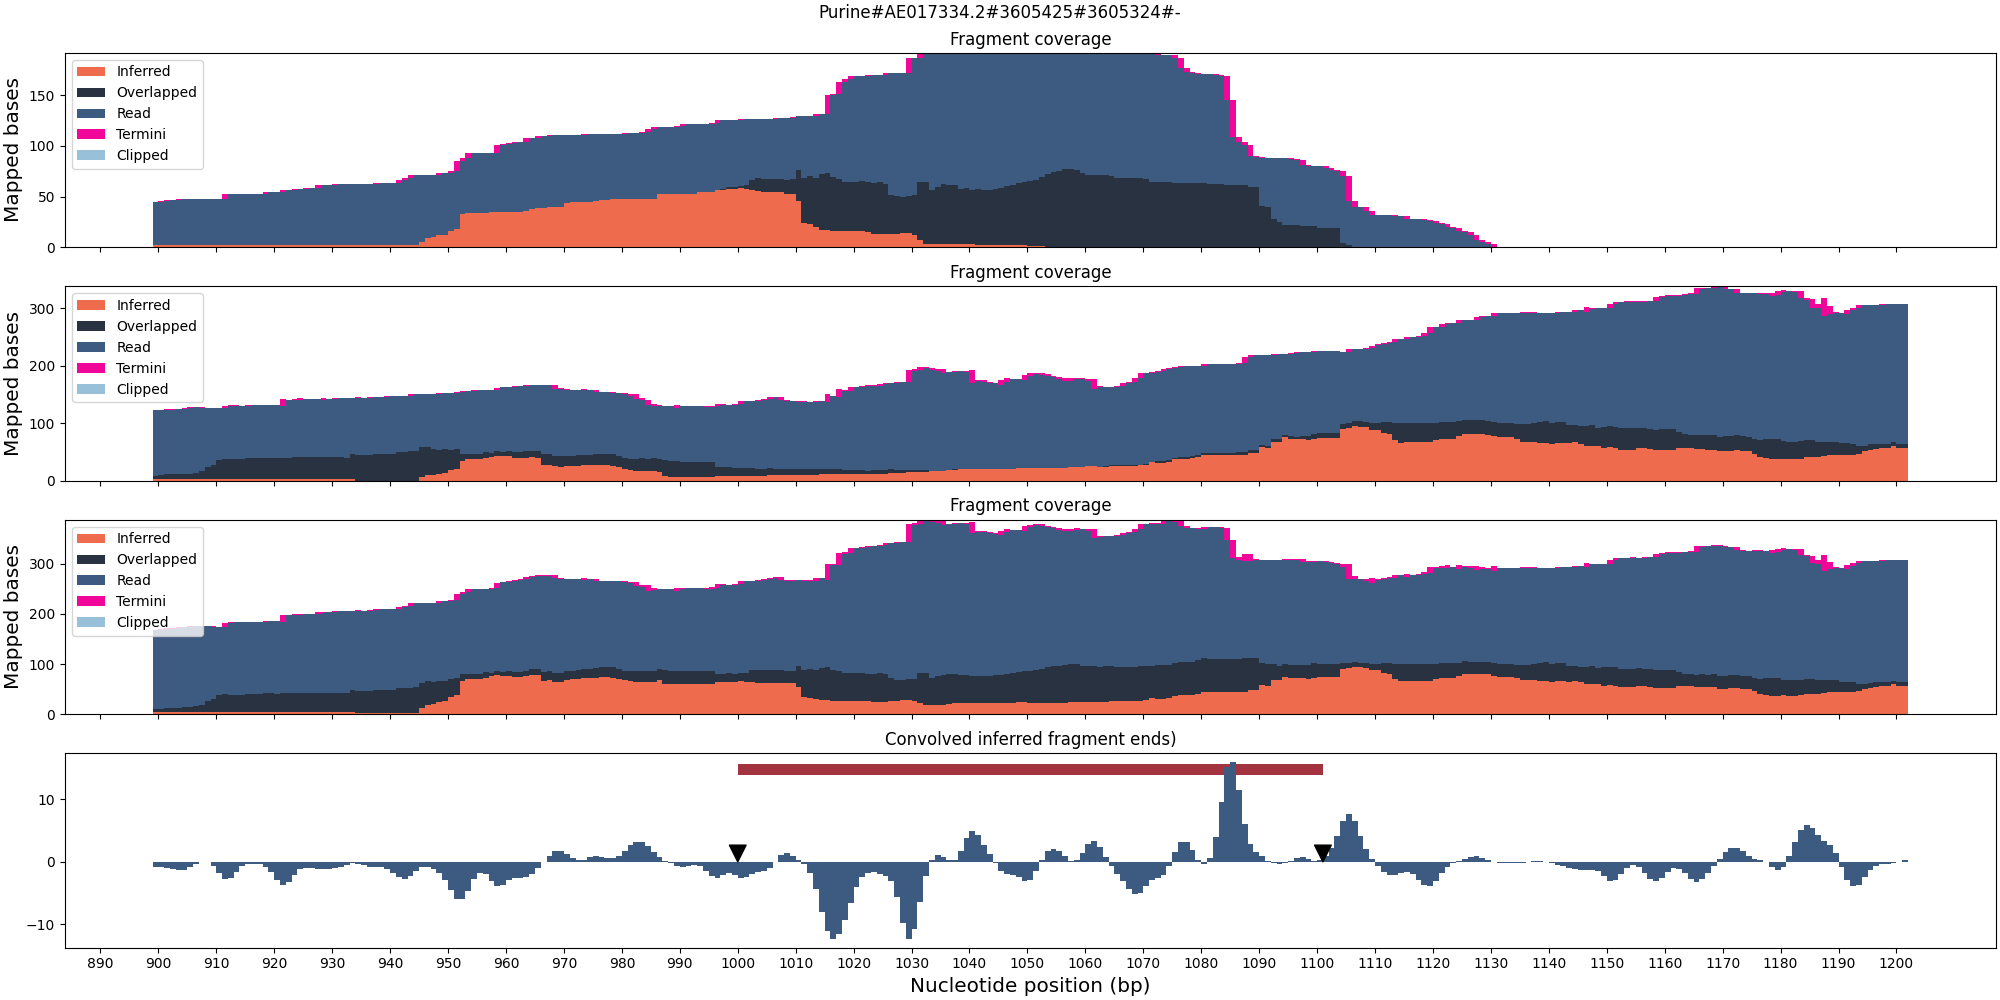 Purine#AE017334.2#3605425#3605324#-
Fragment coverage
Mapped bases
150
100
50
0
Inferred
Overlapped
Read
Termini
Clipped
Fragment coverage
Mapped bases
300
200
100
0
Inferred
Overlapped
Read
Termini
Clipped
Fragment coverage
Mapped bases
300
200
100
0
Inferred
Overlapped
Read
Termini
Clipped
Convolved inferred fragment ends)
10
0
−10
890 900 910 920 930 940 950 960 970 980 990 1000 1010 1020 1030 1040 1050 1060 1070 1080 1090 1100 1110 1120 1130 1140 1150 1160 1170 1180 1190 1200
Nucleotide position (bp)